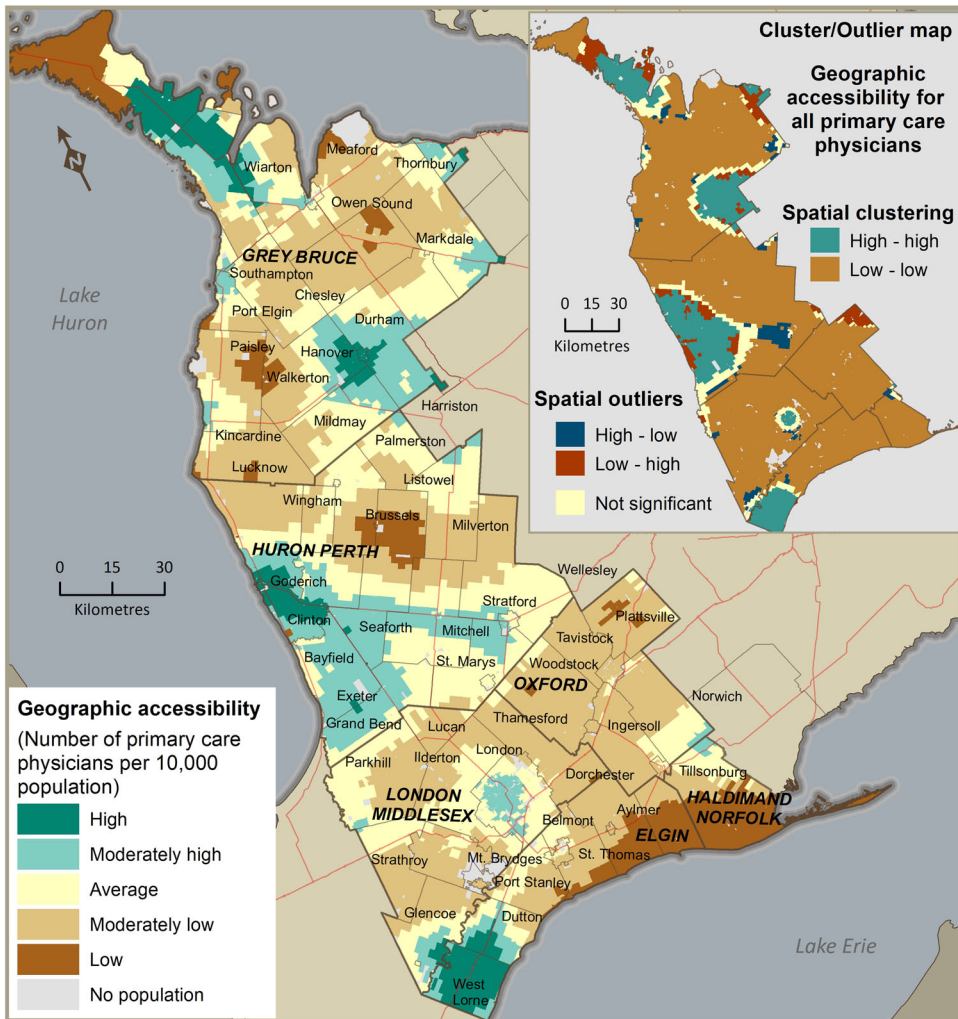 Cluster/Outlier map
Geographic
accessibility for
all primary care
physicians
Spatial clustering
High - high
Low - low
0 15 30
Kilometres
Spatial outliers
High - low
Low - high
Not significant
N
Lake
Huron
Wiarton
Meaford
Thornbury
Owen Sound
Markdale
GREY BRUCE
Southampton
Chesley
Port Elgin
Durham
Paisley
Hanover
Walkerton
Harriston
Mildmay
Kincardine
Palmerston
Lucknow
Listowel
Wingham
Brussels
Milverton
HURON PERTH
0 15 30
Kilometres
Goderich
Wellesley
Stratford
Clinton
Seaforth
Mitchell
Plattsville
Tavistock
Bayfield
St. Marys
Woodstock
OXFORD
Exeter
Norwich
Grand Bend
Lucan
Thamesford
Ingersoll
Parkhill
Ilderton
London
Dorchester
Tillsonburg
LONDON
MIDDLESEX
Belmont
Aylmer
HALDIMAND
NORFOLK
ELGIN
Strathroy
Mt. Brydges
St. Thomas
Port Stanley
Glencoe
Dutton
West
Lorne
Lake Erie
Geographic accessibility
(Number of primary care
physicians per 10,000
population)
High
Moderately high
Average
Moderately low
Low
No population